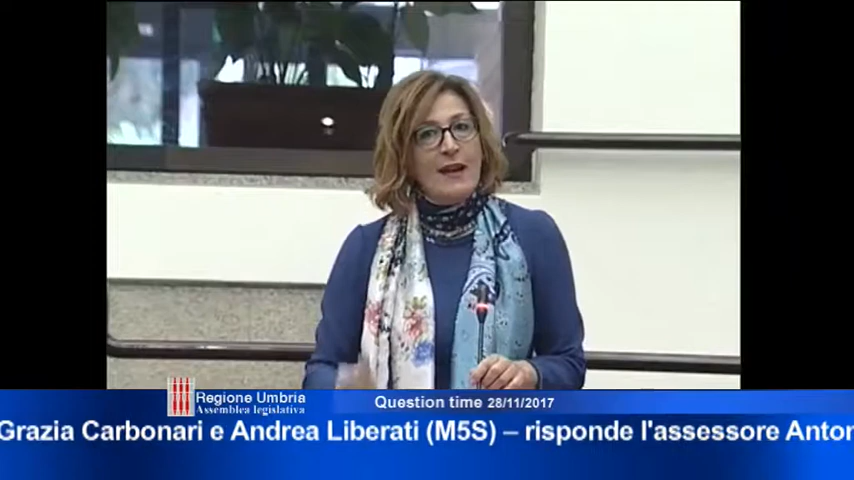 Regione Umbria
Assemblea legislativa
Question time 28/11/2017
Grazia Carbonari e Andrea Liberati (M5S) – risponde l'assessore Anton